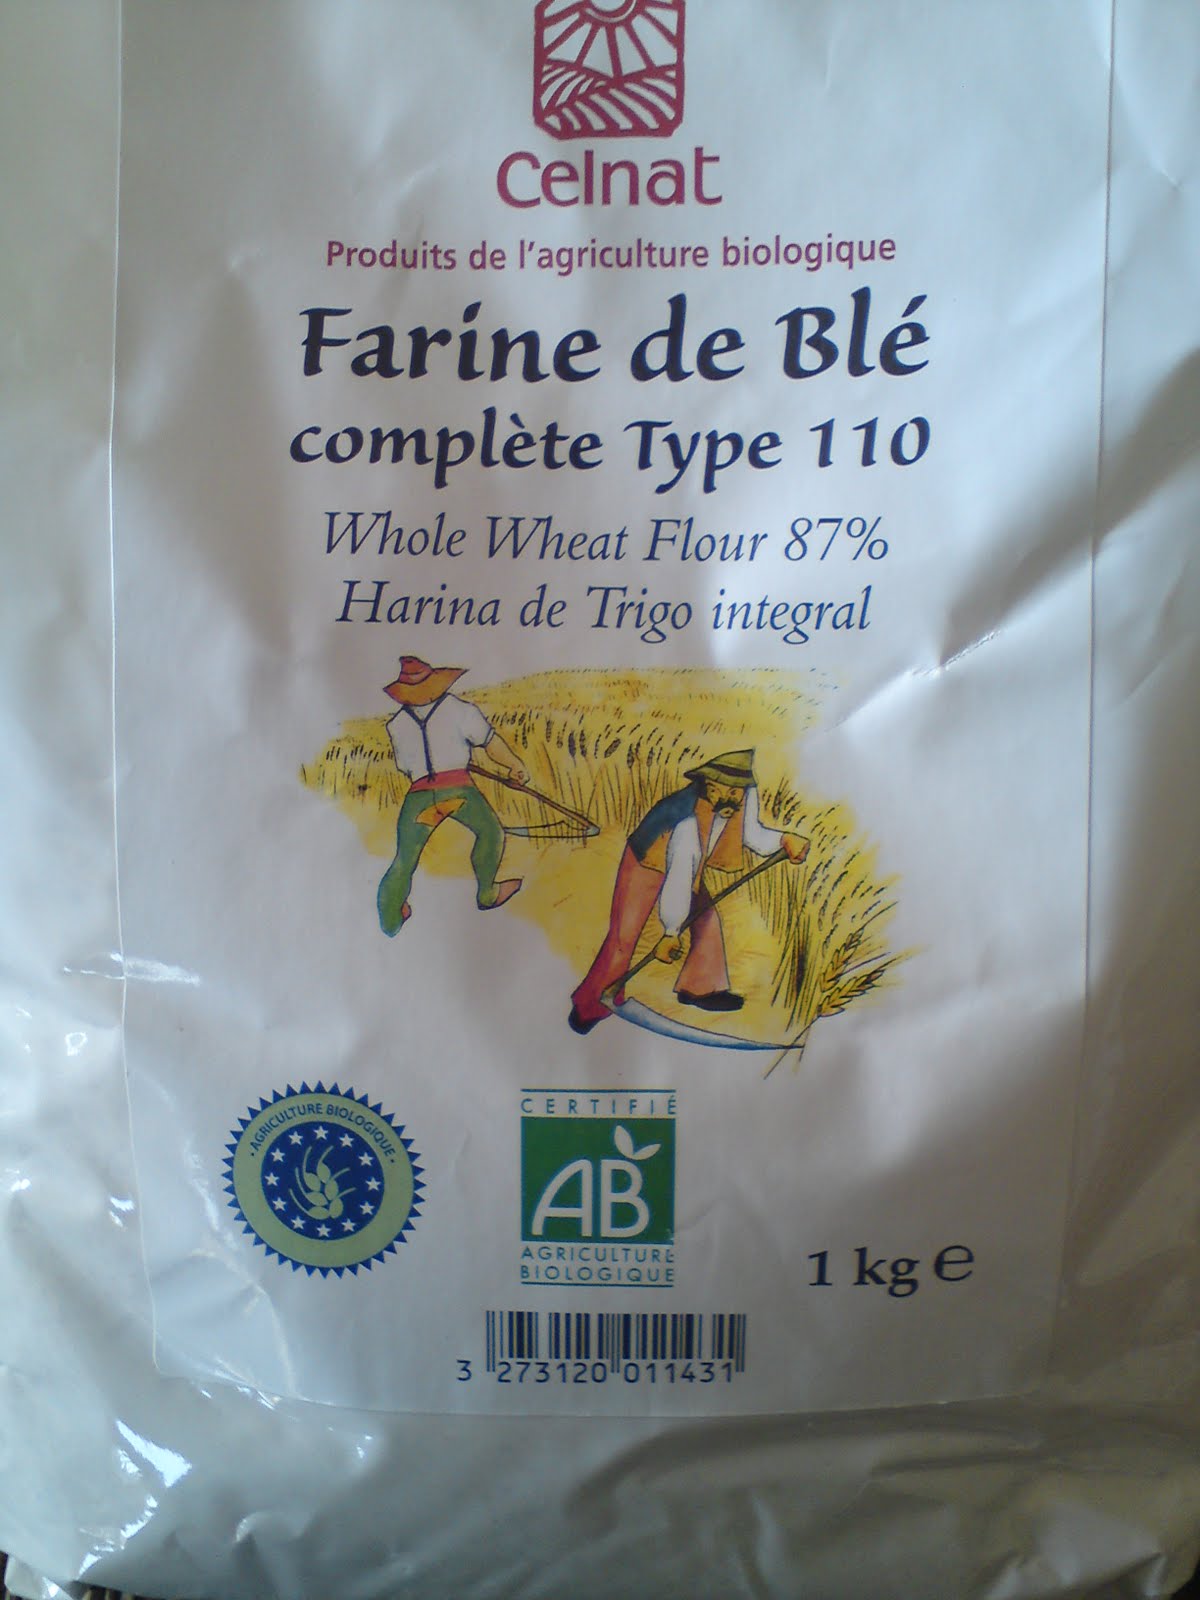 Celnat
Produits de l'agriculture biologique
Farine de Blé
complète Type 110
Whole Wheat Flour 87%
Harina de Trigo integral
· AGRICULTURE BIOLOGIQUE ·
CERTIFIÉ
AB
AGRICULTURE
BIOLOGIQUE
1 kg e
3 273120 011431